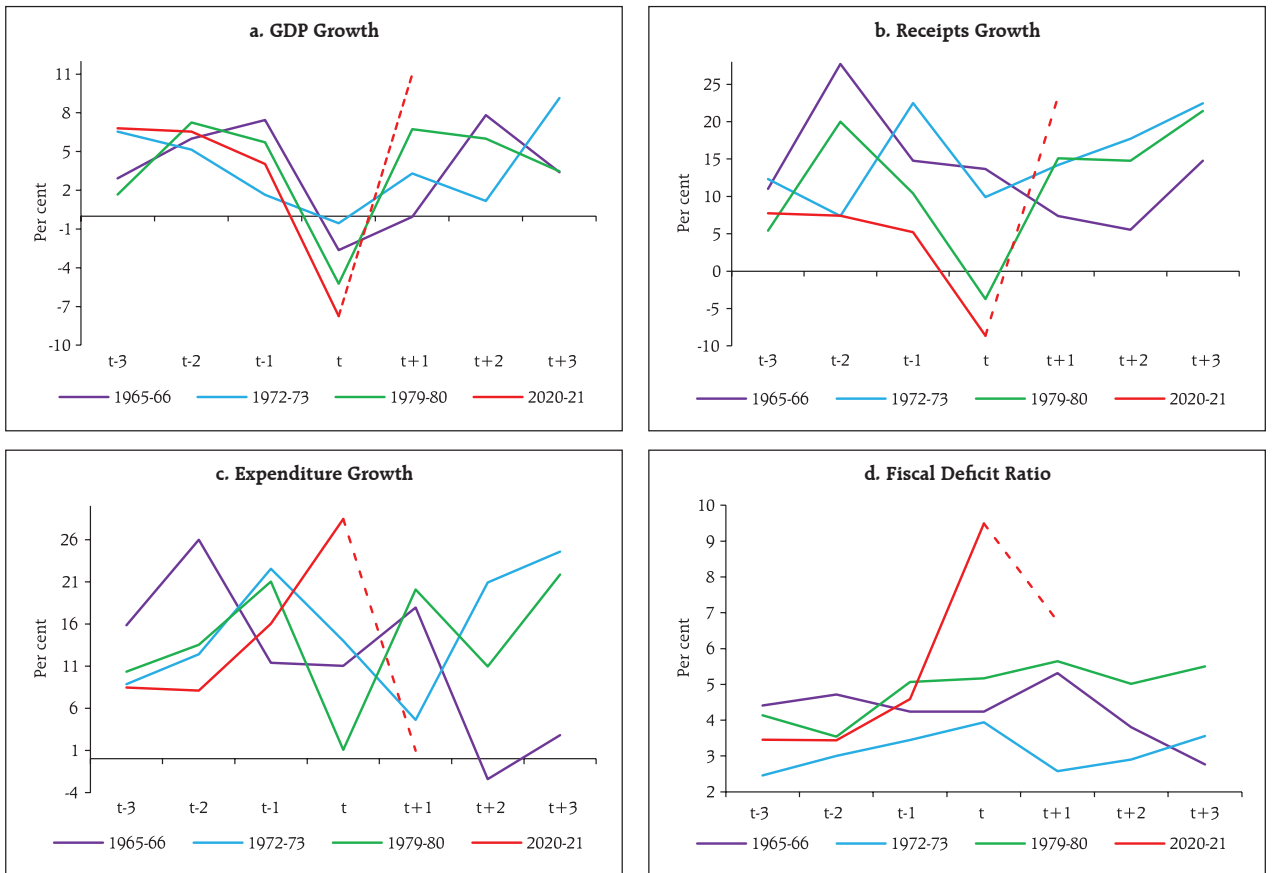 a. GDP Growth
Per cent
11
8
5
2
-1
-4
-7
-10
t-3 t-2 t-1 t t+1 t+2 t+3
1965-66 1972-73 1979-80 2020-21
b. Receipts Growth
Per cent
25
20
15
10
5
0
-5
-10
t-3 t-2 t-1 t t+1 t+2 t+3
1965-66 1972-73 1979-80 2020-21
c. Expenditure Growth
Per cent
26
21
16
11
6
1
-4
t-3 t-2 t-1 t t+1 t+2 t+3
1965-66 1972-73 1979-80 2020-21
d. Fiscal Deficit Ratio
Per cent
10
9
8
7
6
5
4
3
2
t-3 t-2 t-1 t t+1 t+2 t+3
1965-66 1972-73 1979-80 2020-21